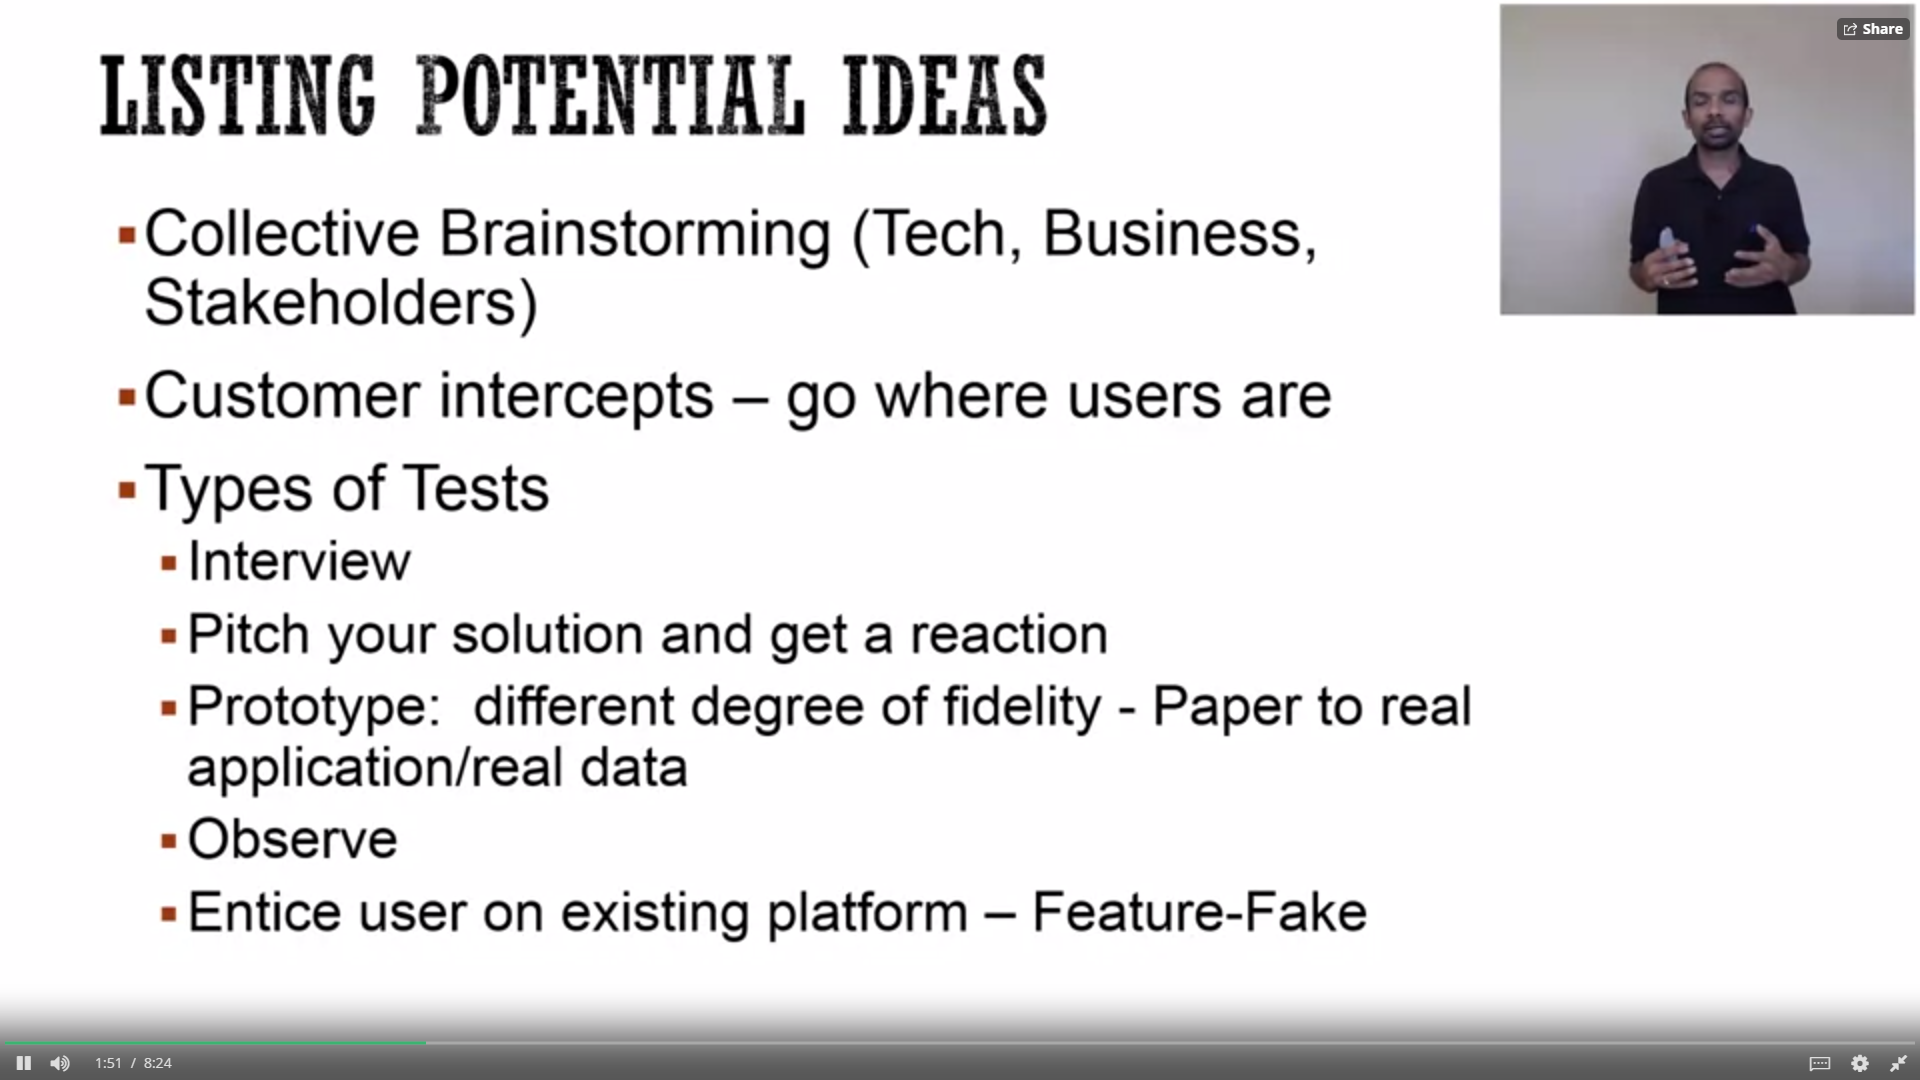 LISTING POTENTIAL IDEAS
Share
▪Collective Brainstorming (Tech, Business,
Stakeholders)
▪Customer intercepts – go where users are
▪Types of Tests
▪Interview
▪Pitch your solution and get a reaction
▪Prototype:  different degree of fidelity - Paper to real
application/real data
▪Observe
▪Entice user on existing platform – Feature-Fake
1:51 / 8:24